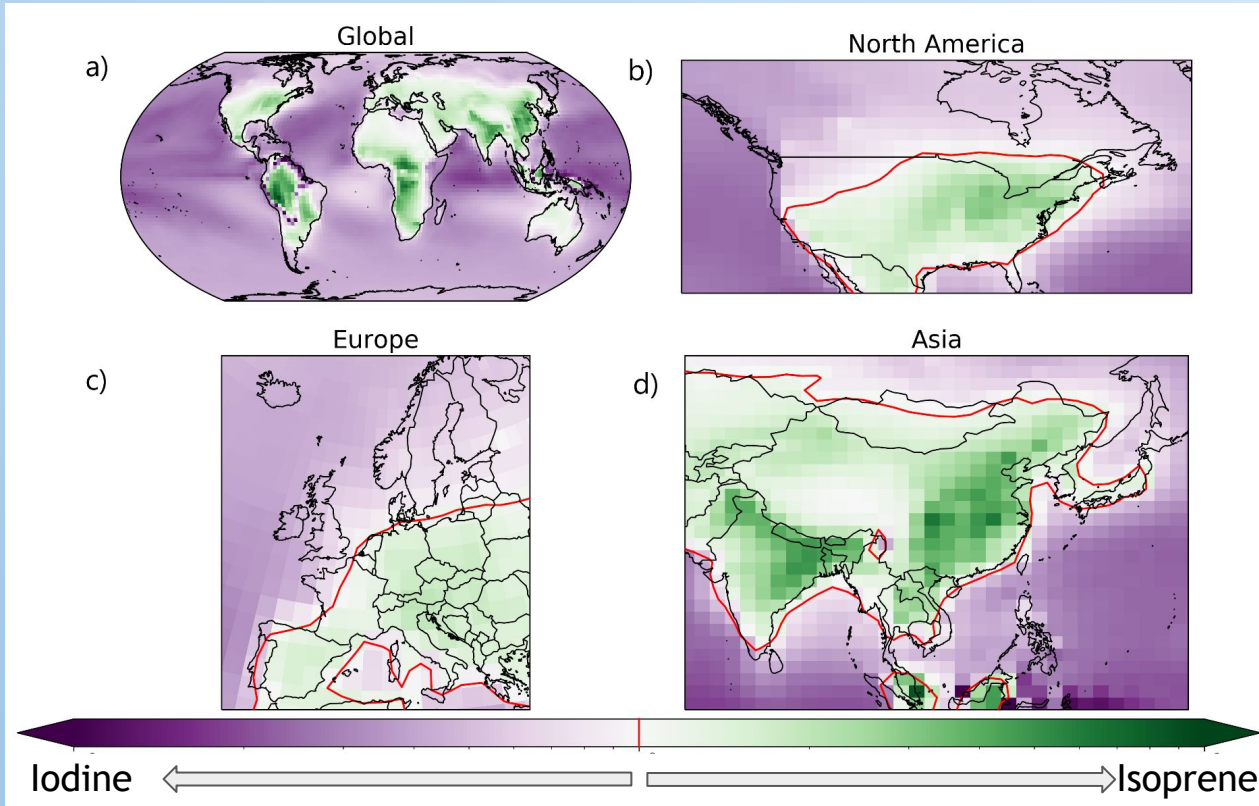 Global
a)
North America
b)
Europe
c)
Asia
d)
Iodine
Isoprene